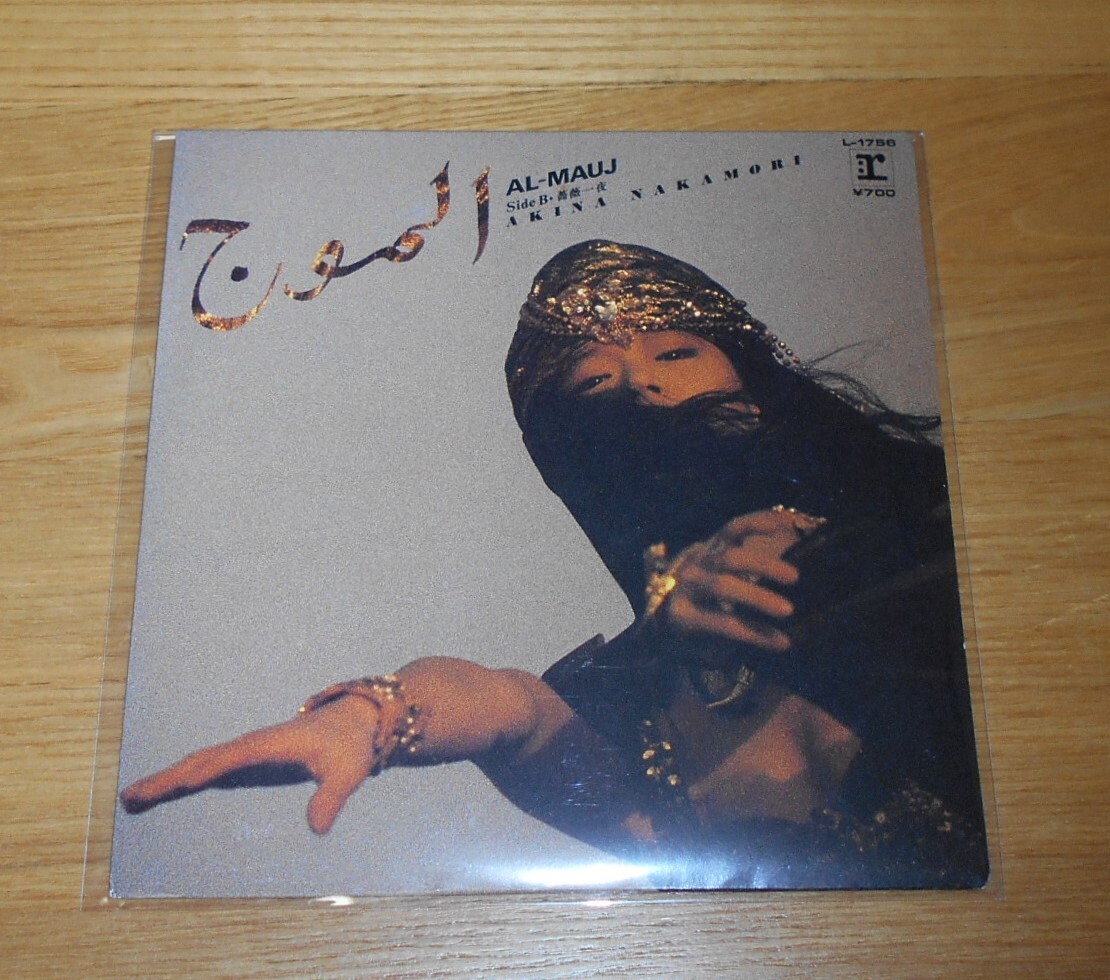 الموج
AL-MAUJ
Side B・薔薇一夜
AKINA NAKAMORI
L-1756
r
¥700